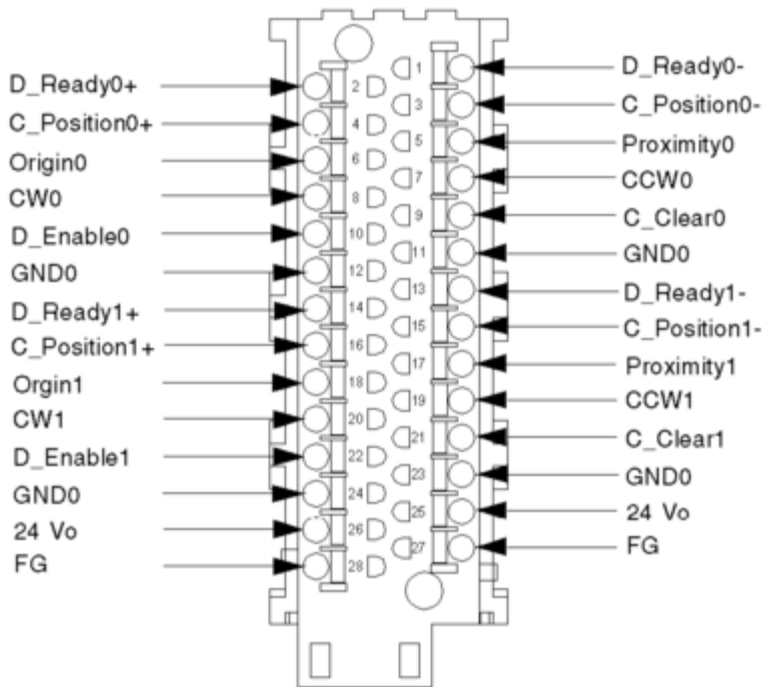 D_Ready0+ 2 1 D_Ready0-
C_Position0+ 4 3 C_Position0-
Origin0 6 5 Proximity0
CW0 8 7 CCW0
D_Enable0 10 9 C_Clear0
GND0 12 11 GND0
D_Ready1+ 14 13 D_Ready1-
C_Position1+ 16 15 C_Position1-
Orgin1 18 17 Proximity1
CW1 20 19 CCW1
D_Enable1 22 21 C_Clear1
GND0 24 23 GND0
24 Vo 26 25 24 Vo
FG 28 27 FG